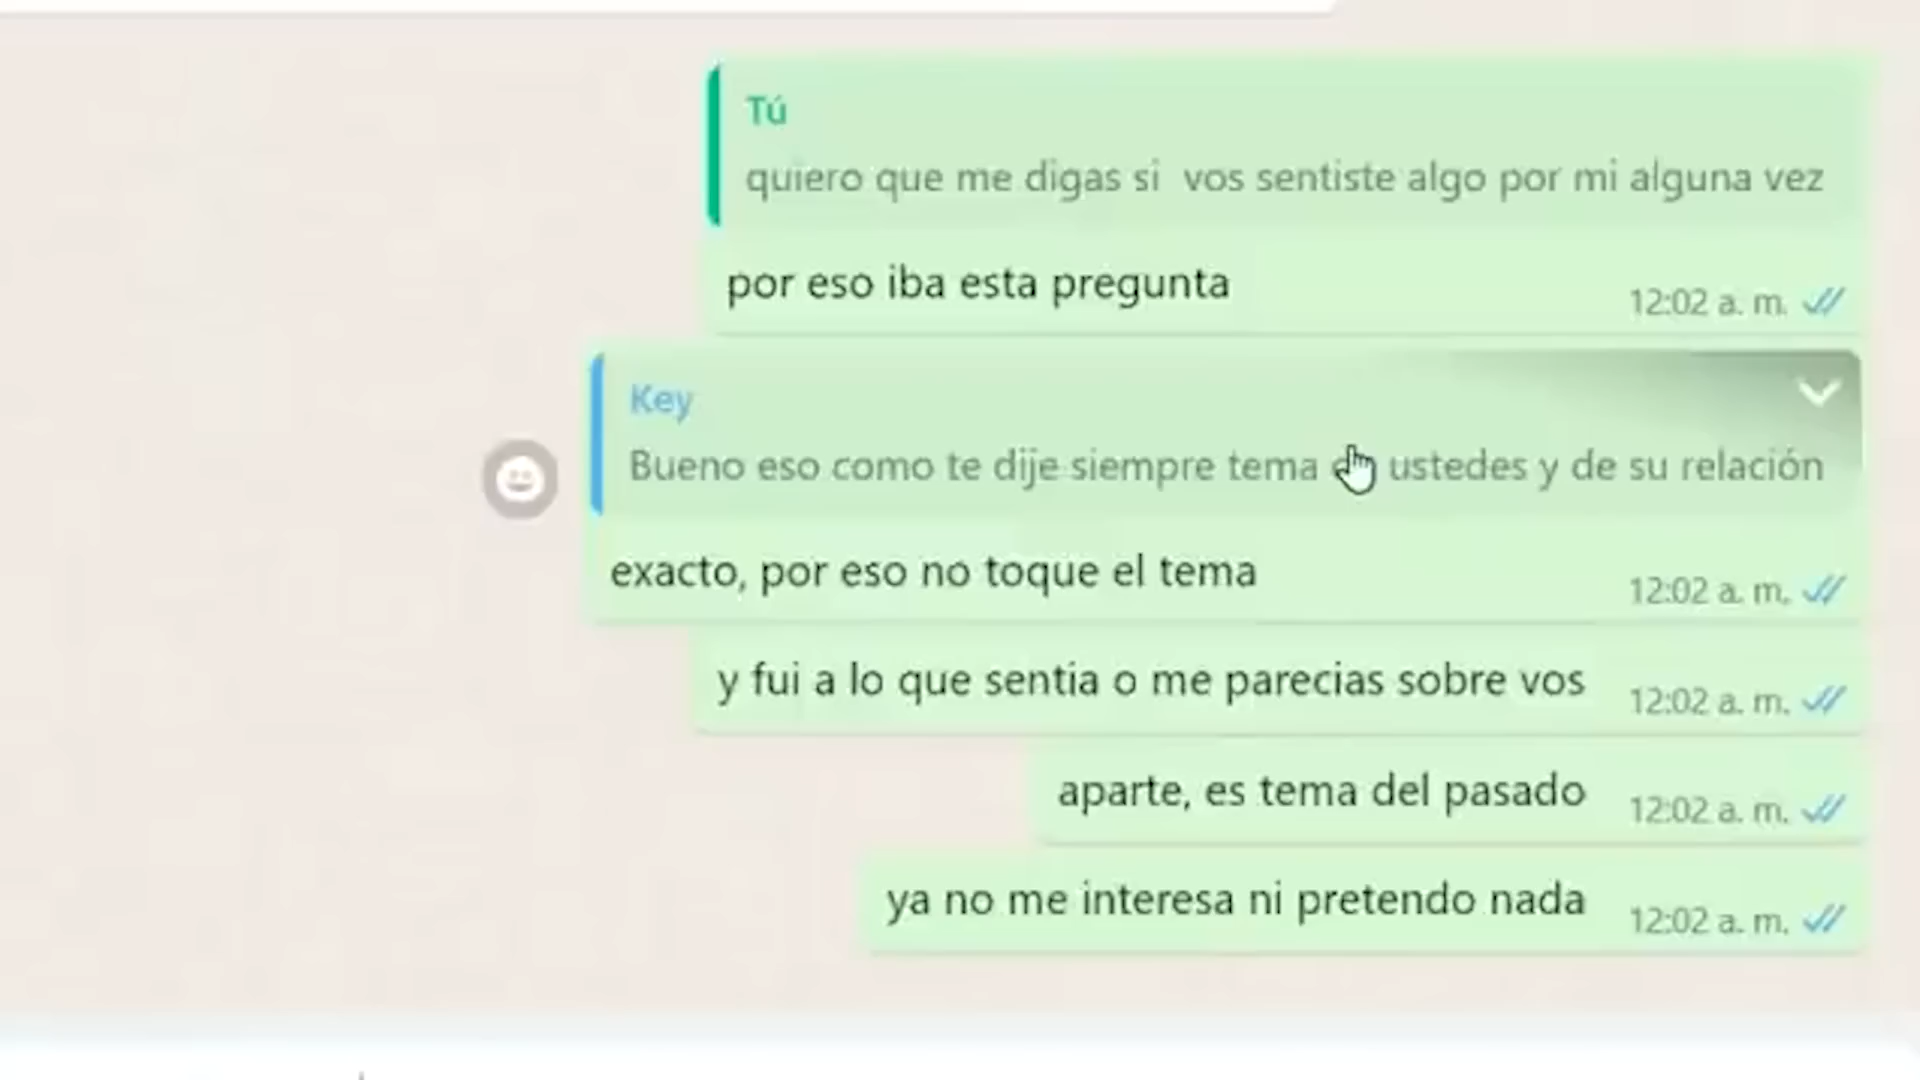 Tú
quiero que me digas si vos sentiste algo por mi alguna vez
por eso iba esta pregunta
12:02 a. m.
Key
Bueno eso como te dije siempre tema ustedes y de su relación
exacto, por eso no toque el tema
12:02 a. m.
y fui a lo que sentia o me parecias sobre vos
12:02 a. m.
aparte, es tema del pasado
12:02 a. m.
ya no me interesa ni pretendo nada
12:02 a. m.